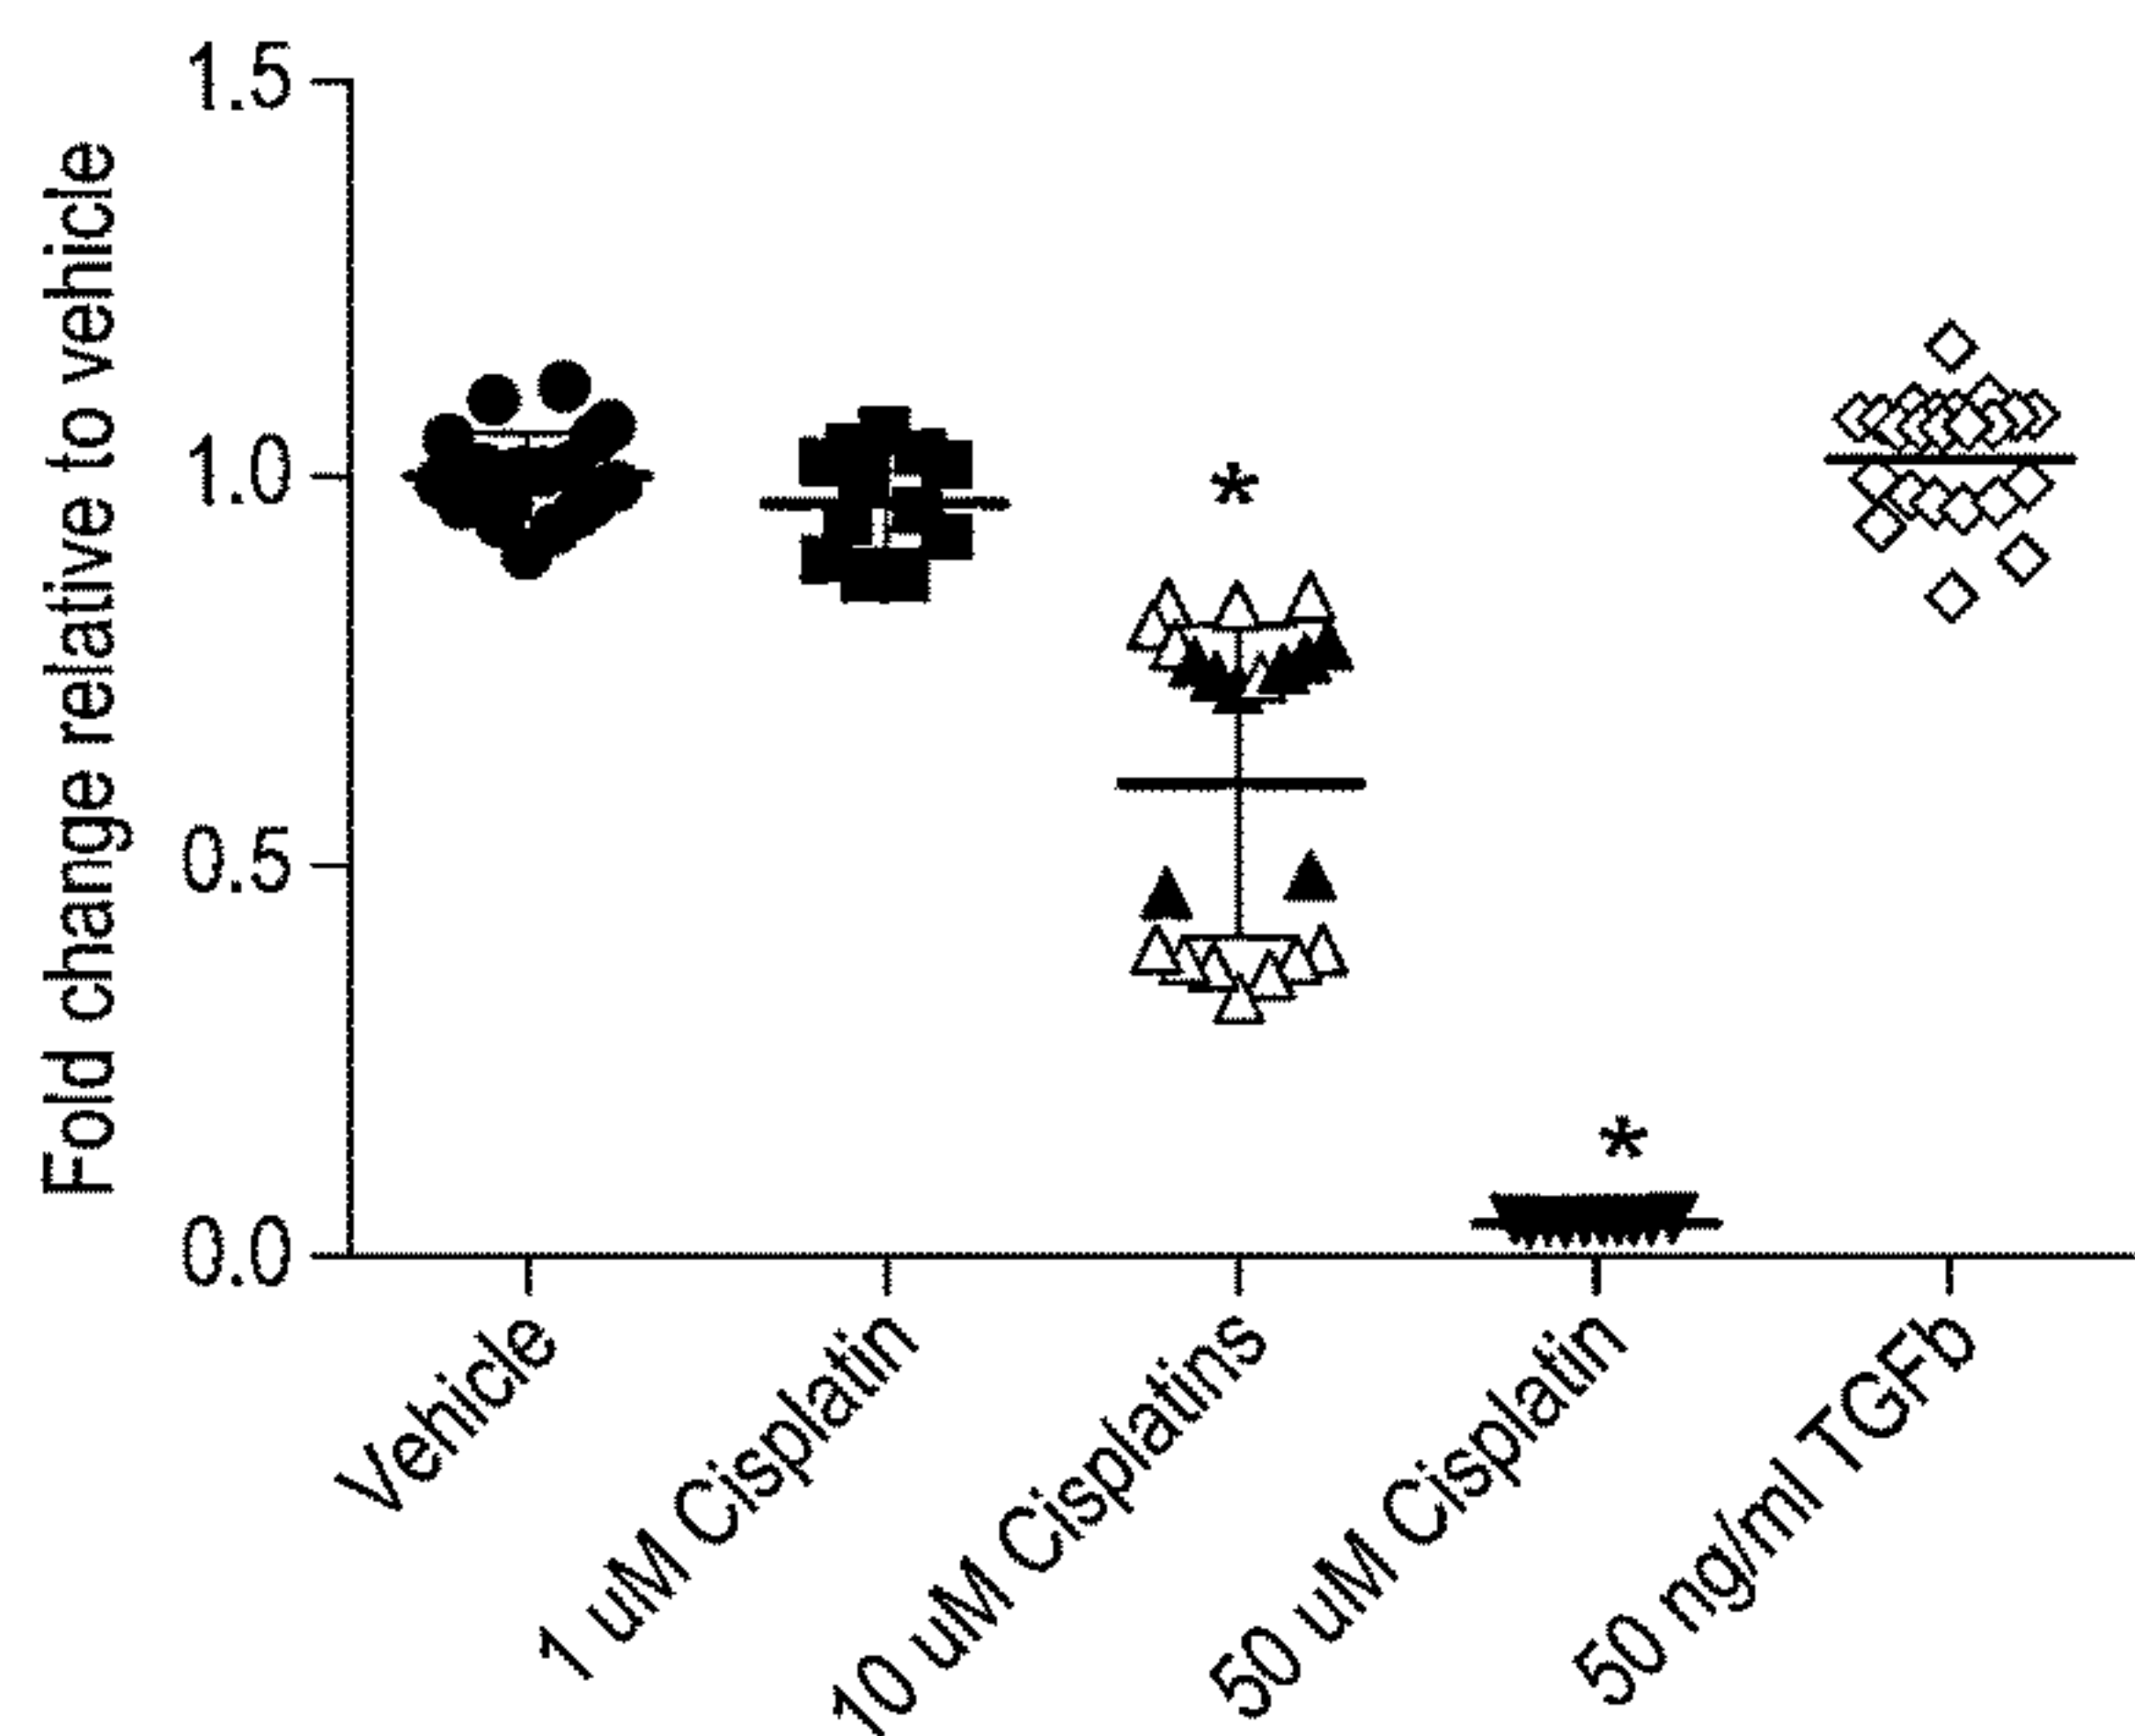 Fold change relative to vehicle
1.5
1.0
0.5
0.0
*
*
Vehicle
1 uM Cisplatin
10 uM Cisplatins
50 uM Cisplatin
50 ng/ml TGFb